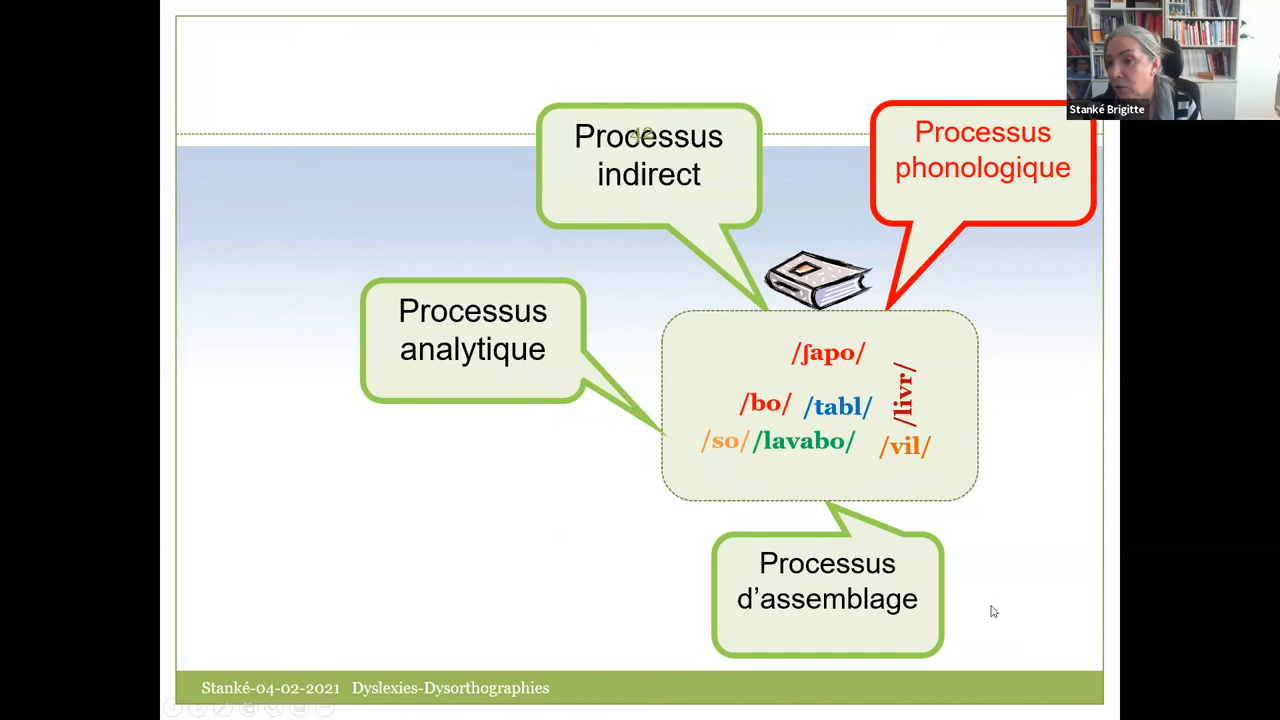 Stanké Brigitte
42
Processus
indirect
Processus
phonologique
Processus
analytique
/ʃapo/
/livr/
/bo/ /tabl/
/so/ /lavabo/ /vil/
Processus
d’assemblage
Stanké-04-02-2021 Dyslexies-Dysorthographies